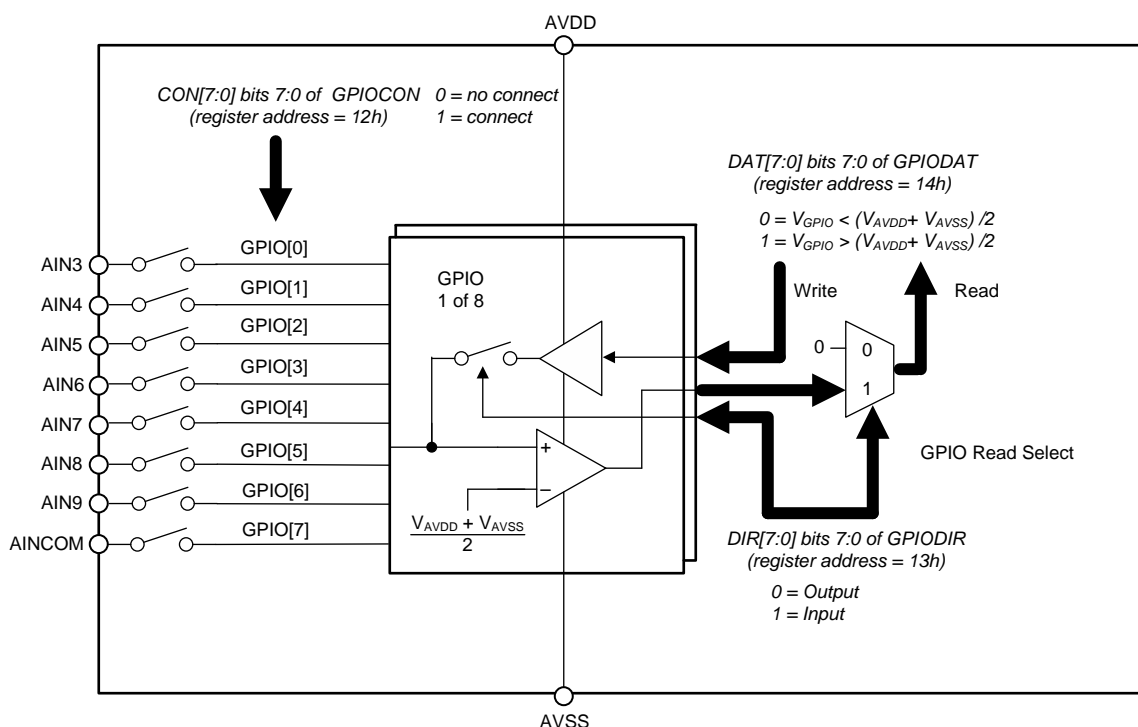 AVDD
CON[7:0] bits 7:0 of GPIOCON 0 = no connect
(register address = 12h) 1 = connect
DAT[7:0] bits 7:0 of GPIODAT
(register address = 14h)
0 = VGPIO < (VAVDD+ VAVSS) /2
1 = VGPIO > (VAVDD+ VAVSS) /2
Write
Read
AIN3
GPIO[0]
AIN4
GPIO[1]
AIN5
GPIO[2]
AIN6
GPIO[3]
AIN7
GPIO[4]
AIN8
GPIO[5]
AIN9
GPIO[6]
AINCOM
GPIO[7]
GPIO
1 of 8
+
–
VAVDD + VAVSS
2
0
0
1
GPIO Read Select
DIR[7:0] bits 7:0 of GPIODIR
(register address = 13h)
0 = Output
1 = Input
AVSS